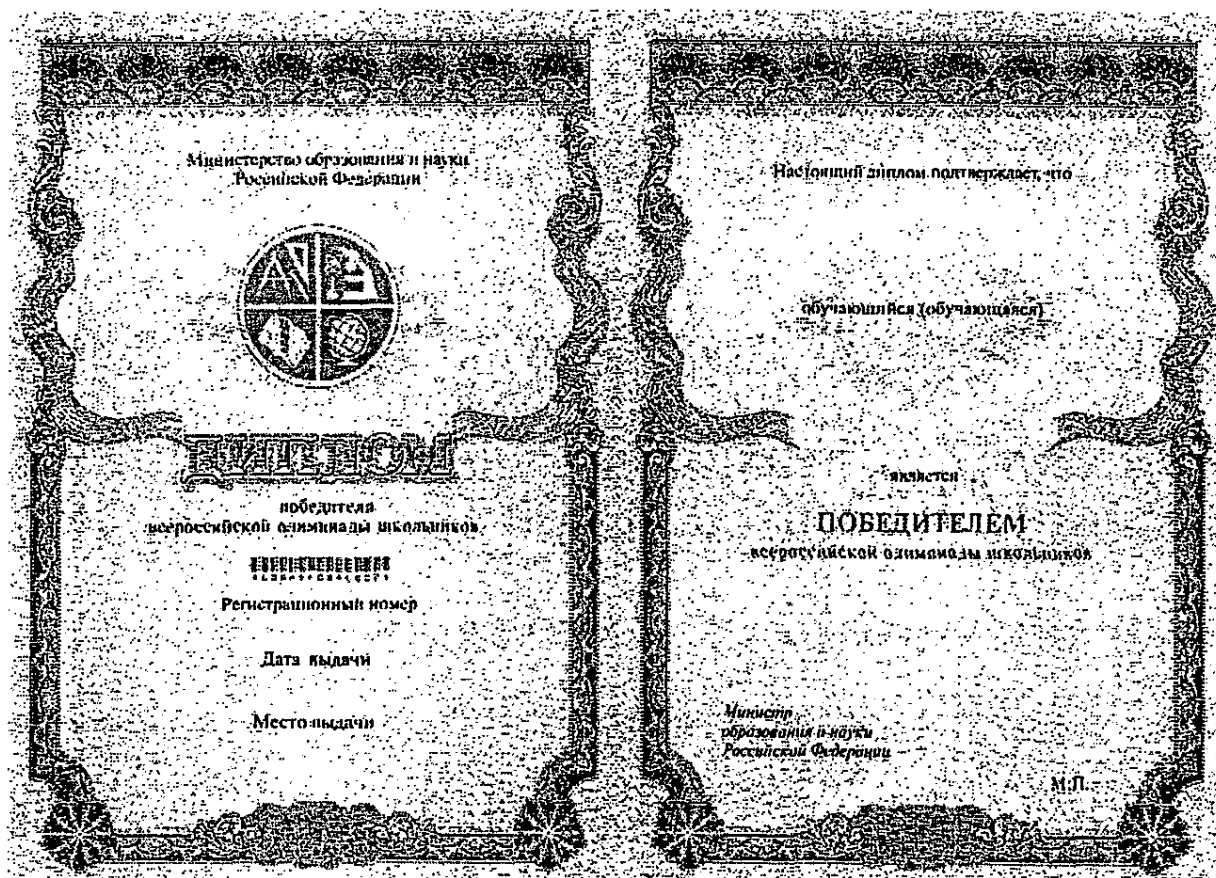 Министерство образования и науки
Российской Федерации
ДИПЛОМ
победителя
всероссийской олимпиады школьников
Регистрационный номер
Дата выдачи
Место выдачи
Настоящий диплом подтверждает, что
обучающийся (обучающаяся)
является
ПОБЕДИТЕЛЕМ
всероссийской олимпиады школьников
Министр
образования и науки
Российской Федерации
М.П.